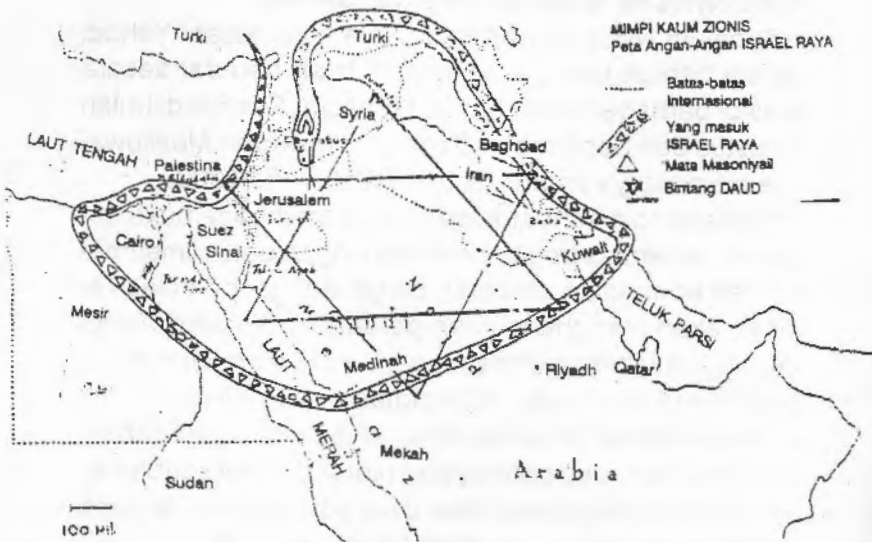 MIMPI KAUM ZIONIS
Peta Angan-Angan ISRAEL RAYA
Batas-batas
Internasional
Yang masuk
ISRAEL RAYA
Mata Masoniyah
Bintang DAUD
Turki
Turki
Syria
Baghdad
LAUT TENGAH
Palestina
Iran
Jerusalem
Cairo
Suez
Sinai
Kuwait
Mesir
LAUT
MERAH
TELUK PARSI
Medinah
Riyadh
Qatar
Mekah
Arabia
Sudan
100 Mil.